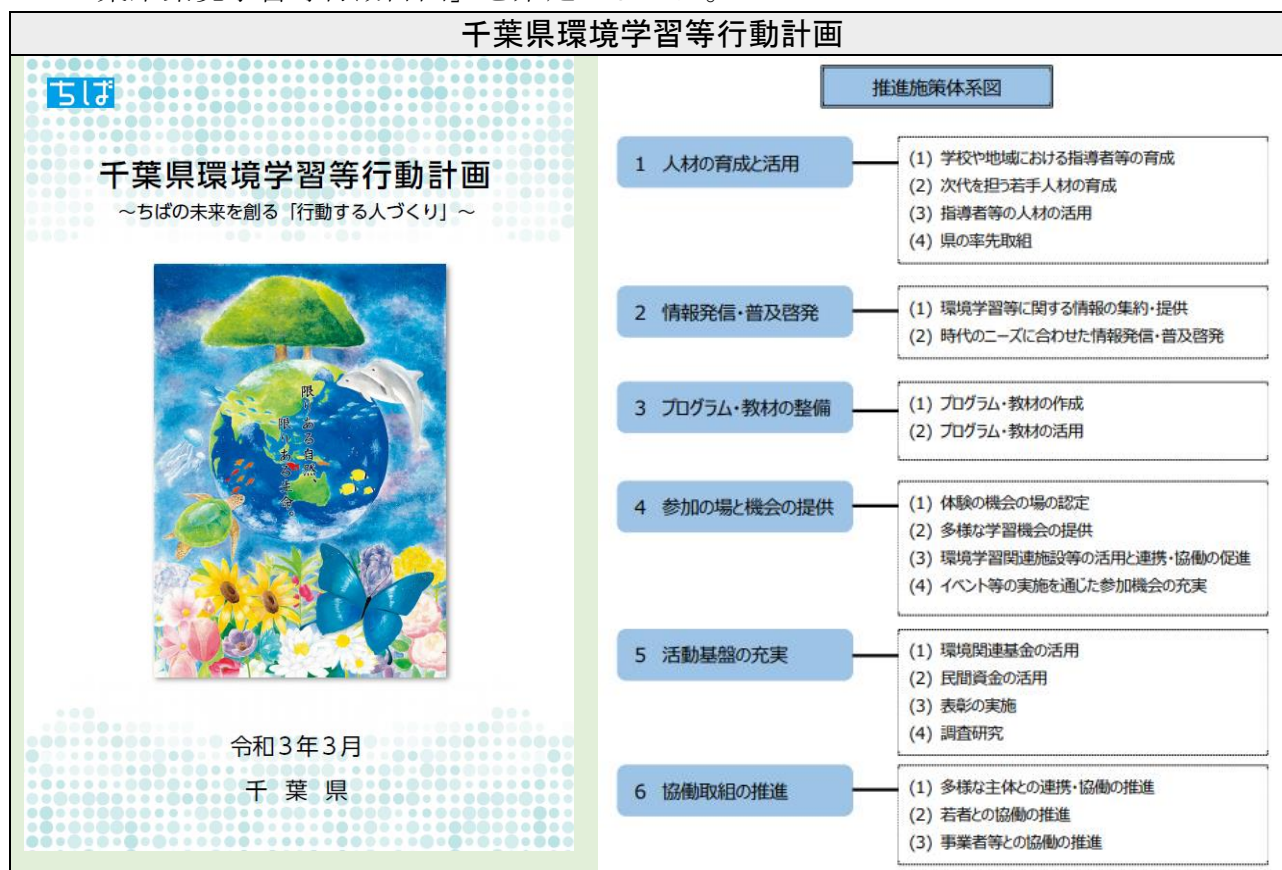 千葉県環境学習等行動計画
ちば
千葉県環境学習等行動計画
～ちばの未来を創る「行動する人づくり」～
限りある自然、
限りある生命。
令和3年3月
千葉県
推進施策体系図
1 人材の育成と活用
(1) 学校や地域における指導者等の育成
(2) 次代を担う若手人材の育成
(3) 指導者等の人材の活用
(4) 県の率先取組
2 情報発信・普及啓発
(1) 環境学習等に関する情報の集約・提供
(2) 時代のニーズに合わせた情報発信・普及啓発
3 プログラム・教材の整備
(1) プログラム・教材の作成
(2) プログラム・教材の活用
4 参加の場と機会の提供
(1) 体験の機会の場の認定
(2) 多様な学習機会の提供
(3) 環境学習関連施設等の活用と連携・協働の促進
(4) イベント等の実施を通じた参加機会の充実
5 活動基盤の充実
(1) 環境関連基金の活用
(2) 民間資金の活用
(3) 表彰の実施
(4) 調査研究
6 協働取組の推進
(1) 多様な主体との連携・協働の推進
(2) 若者との協働の推進
(3) 事業者等との協働の推進